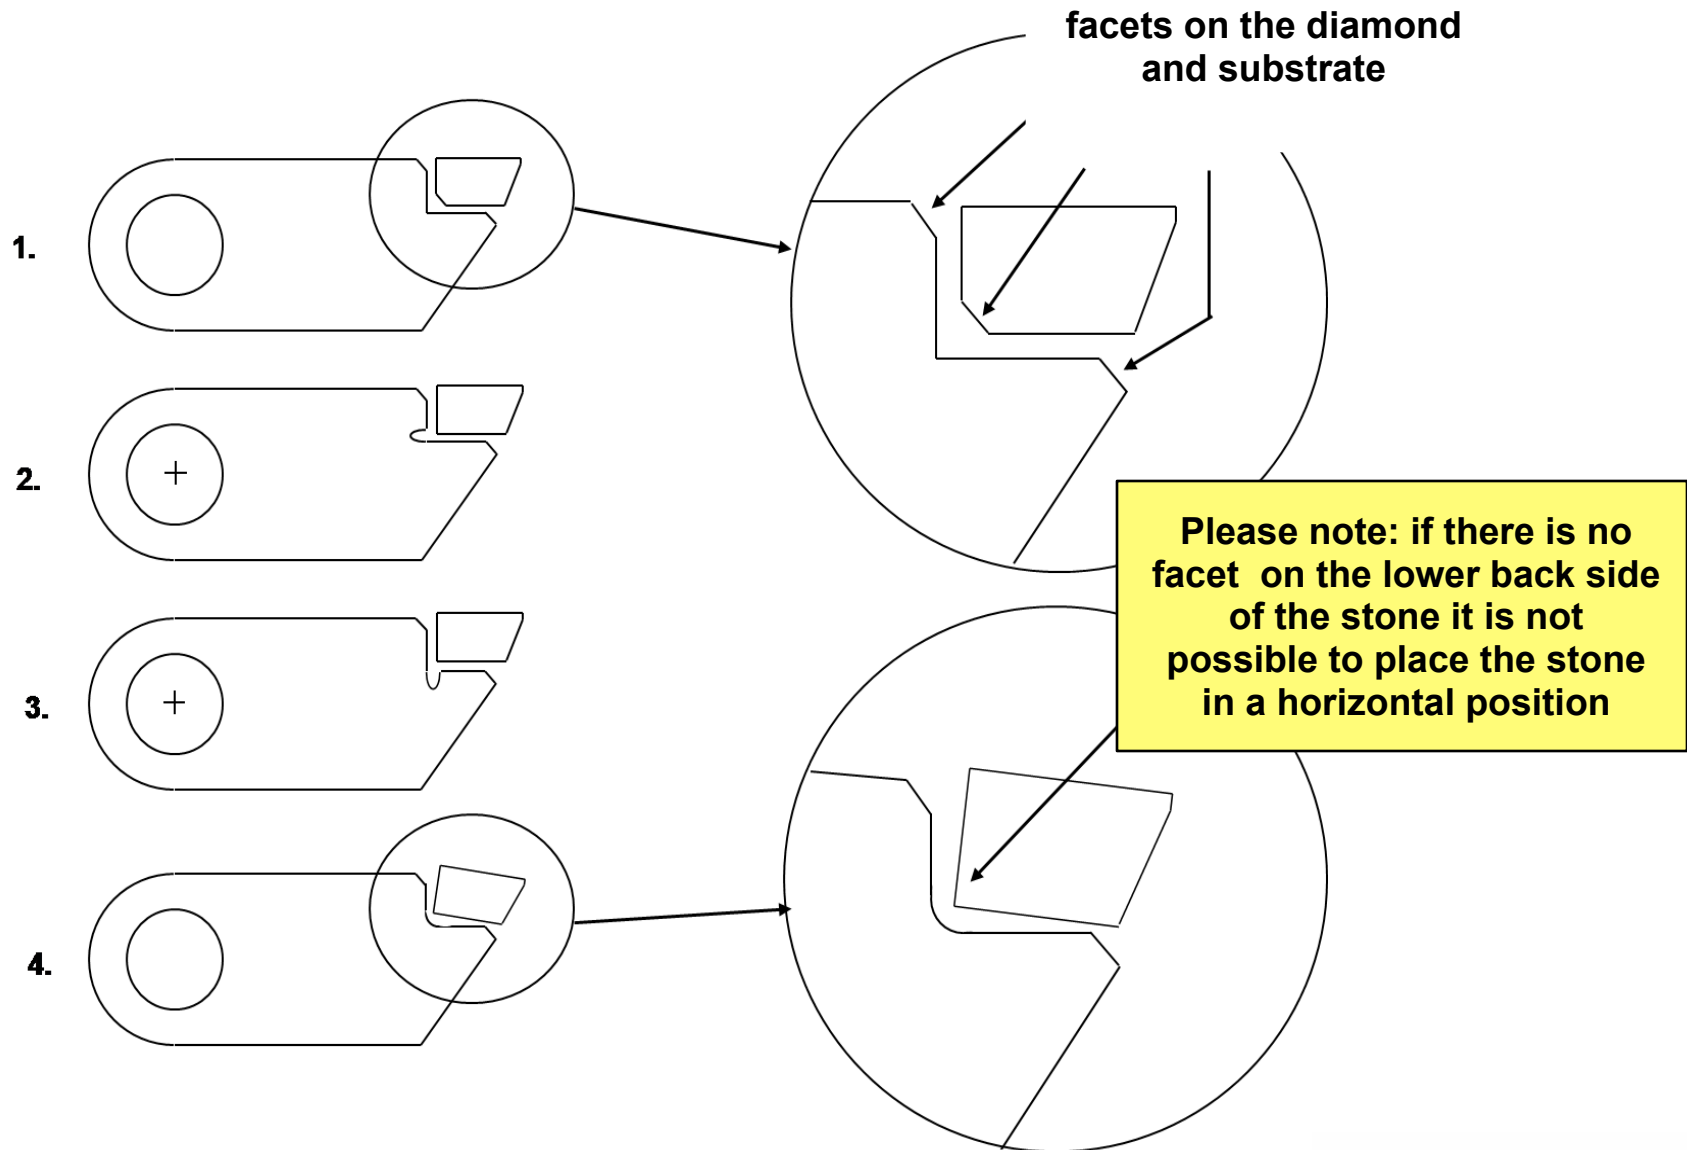 facets on the diamond
and substrate
1.
2.
Please note: if there is no
facet on the lower back side
of the stone it is not
possible to place the stone
in a horizontal position
3.
4.